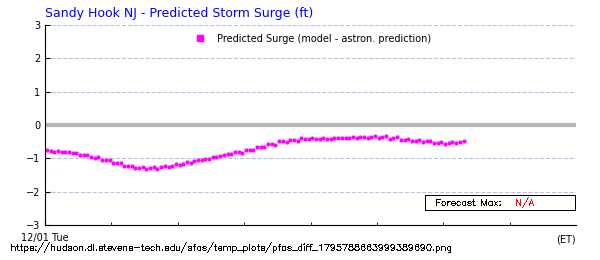 Sandy Hook NJ - Predicted Storm Surge (ft)
3
Predicted Surge (model - astron. prediction)
2
1
0
−1
−2
Forecast Max: N/A
−3
12/01 Tue
(ET)
https://hudson.dl.stevens-tech.edu/sfas/temp_plots/pfas_diff_1795788663999389690.png